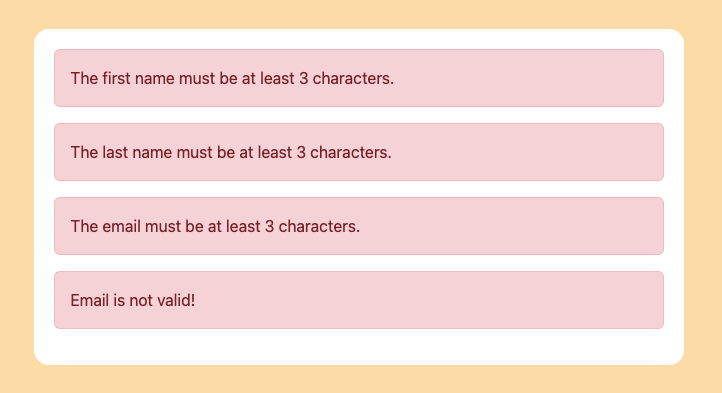 The first name must be at least 3 characters.
The last name must be at least 3 characters.
The email must be at least 3 characters.
Email is not valid!